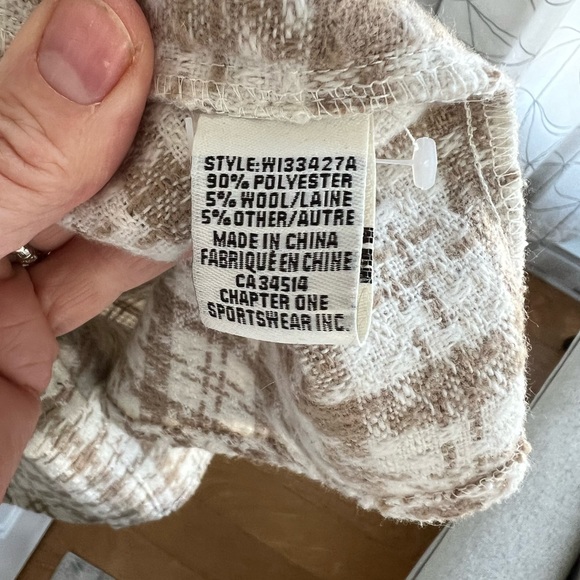 STYLE:WI33427A
90% POLYESTER
5% WOOL/LAINE
5% OTHER/AUTRE
MADE IN CHINA
FABRIQUÉ EN CHINE
CA 34514
CHAPTER ONE
SPORTSWEAR INC.